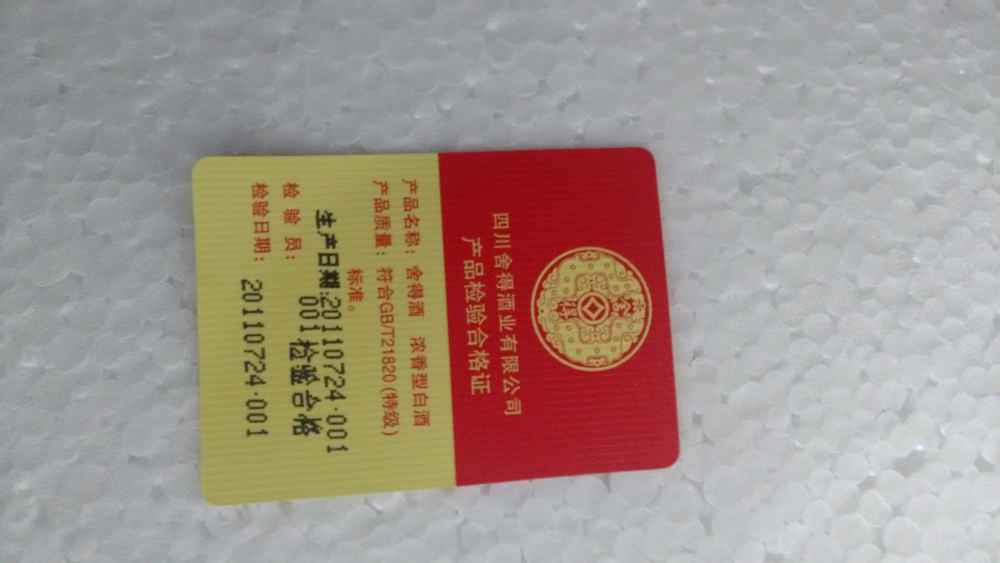 舍得
四川舍得酒业有限公司
产品检验合格证
产品名称：舍得酒 浓香型白酒
产品质量：符合GB/T21820(特级)
标准。
生产日期:20110724·001
检 验 员：001检验合格
检验日期：20110724·001